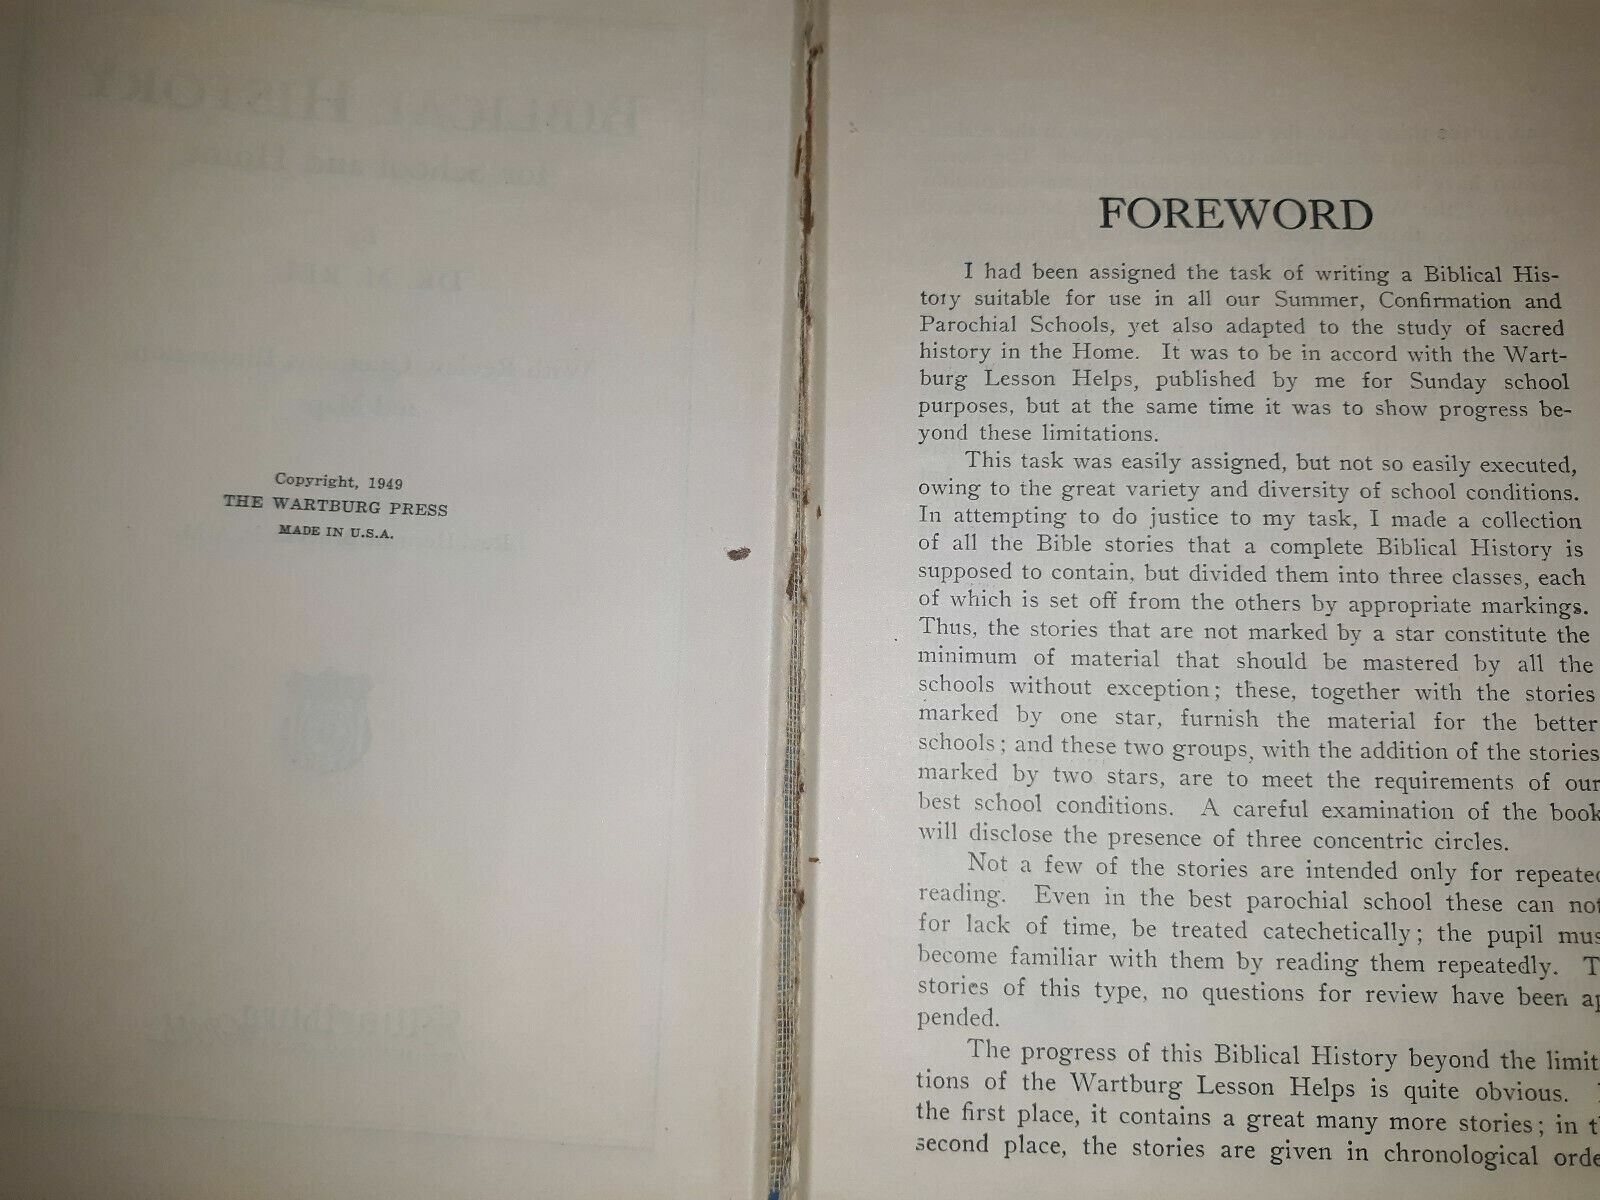 Copyright, 1949
THE WARTBURG PRESS
MADE IN U.S.A.
FOREWORD
I had been assigned the task of writing a Biblical His-
tory suitable for use in all our Summer, Confirmation and
Parochial Schools, yet also adapted to the study of sacred
history in the Home. It was to be in accord with the Wart-
burg Lesson Helps, published by me for Sunday school
purposes, but at the same time it was to show progress be-
yond these limitations.
This task was easily assigned, but not so easily executed,
owing to the great variety and diversity of school conditions.
In attempting to do justice to my task, I made a collection
of all the Bible stories that a complete Biblical History is
supposed to contain, but divided them into three classes, each
of which is set off from the others by appropriate markings.
Thus, the stories that are not marked by a star constitute the
minimum of material that should be mastered by all the
schools without exception; these, together with the stories
marked by one star, furnish the material for the better
schools; and these two groups, with the addition of the stories
marked by two stars, are to meet the requirements of our
best school conditions. A careful examination of the book
will disclose the presence of three concentric circles.
Not a few of the stories are intended only for repeate
reading. Even in the best parochial school these can not
for lack of time, be treated catechetically; the pupil mus
become familiar with them by reading them repeatedly. T
stories of this type, no questions for review have been ap
pended.
The progress of this Biblical History beyond the limit
tions of the Wartburg Lesson Helps is quite obvious.
the first place, it contains a great many more stories; in t
second place, the stories are given in chronological orde
BIBLICAL HISTORY
for School and Home